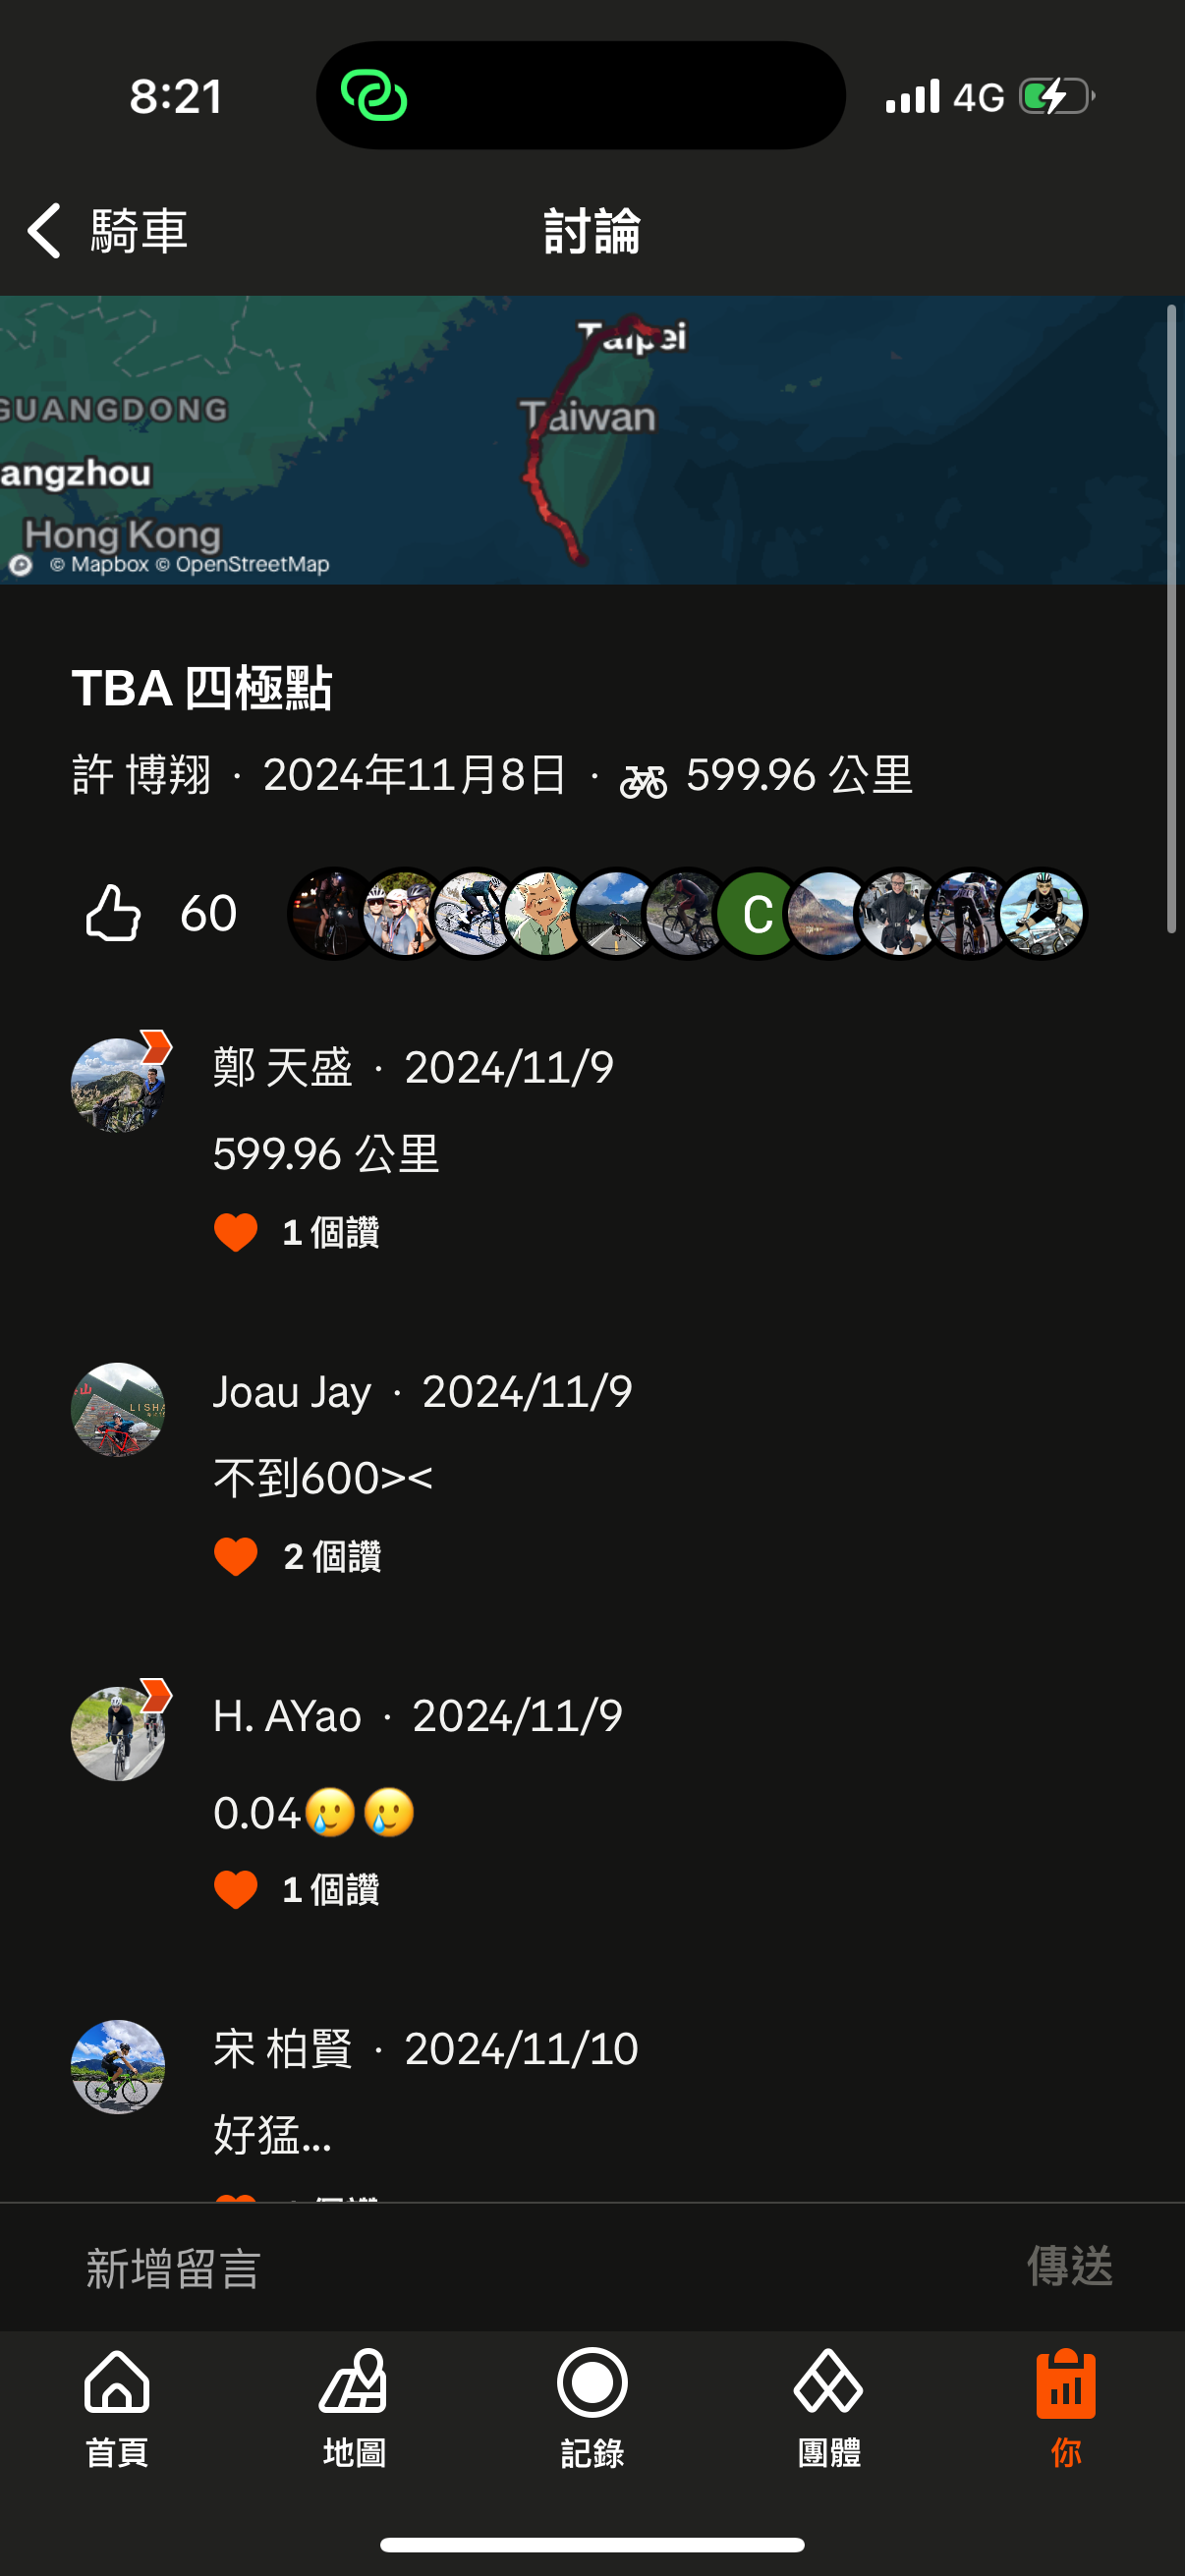 8:21
4G
騎車
討論
Taipei
Taiwan
GUANGDONG
angzhou
Hong Kong
© Mapbox © OpenStreetMap
TBA 四極點
許 博翔 · 2024年11月8日 · 599.96 公里
60
C
鄭 天盛 · 2024/11/9
599.96 公里
1 個讚
Joau Jay · 2024/11/9
不到600><
2 個讚
H. AYao · 2024/11/9
0.04🥲🥲
1 個讚
宋 柏賢 · 2024/11/10
好猛...
新增留言
傳送
首頁
地圖
記錄
團體
你